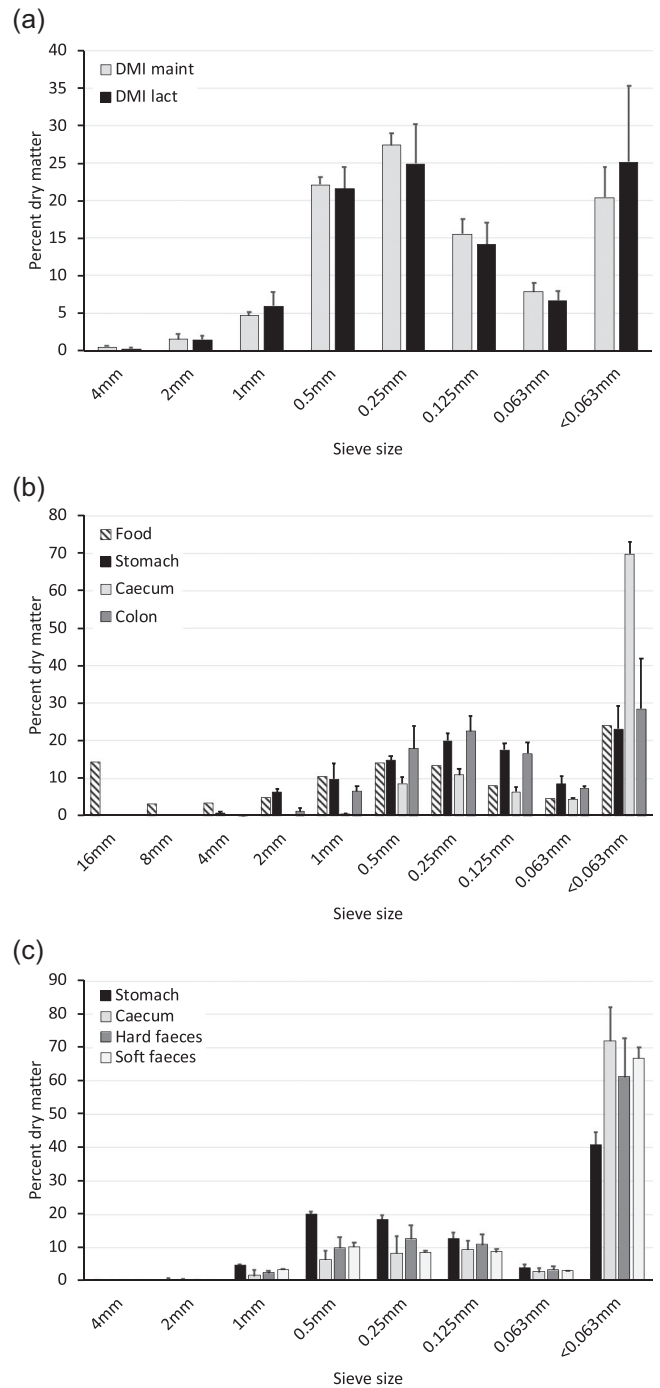 (a)
40
35
30
25
20
15
10
5
0
Percent dry matter
DMI maint
DMI lact
4mm
2mm
1mm
0.5mm
0.25mm
0.125mm
0.063mm
<0.063mm
Sieve size
(b)
80
70
60
50
40
30
20
10
0
Percent dry matter
Food
Stomach
Caecum
Colon
16mm
8mm
4mm
2mm
1mm
0.5mm
0.25mm
0.125mm
0.063mm
<0.063mm
Sieve size
(c)
90
80
70
60
50
40
30
20
10
0
Percent dry matter
Stomach
Caecum
Hard faeces
Soft faeces
4mm
2mm
1mm
0.5mm
0.25mm
0.125mm
0.063mm
<0.063mm
Sieve size